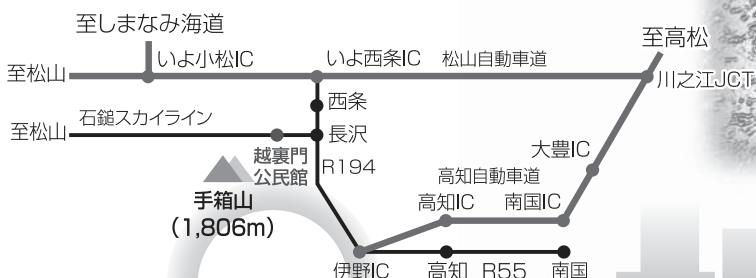 至しまなみ海道
至高松
至松山
いよ小松IC
いよ西条IC
松山自動車道
川之江JCT
西条
至松山
石鎚スカイライン
長沢
越裏門
公民館
R194
大豊IC
高知自動車道
手箱山
(1,806m)
高知IC
南国IC
伊野IC
高知
R55
南国